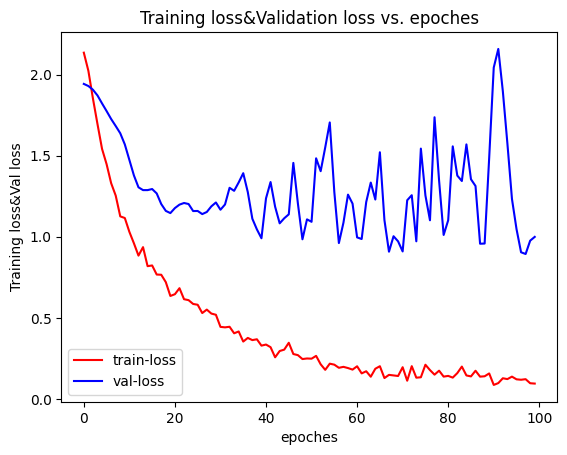 Training loss&Validation loss vs. epoches
Training loss&Val loss
2.0
1.5
1.0
0.5
0.0
train-loss
val-loss
0 20 40 60 80 100
epoches